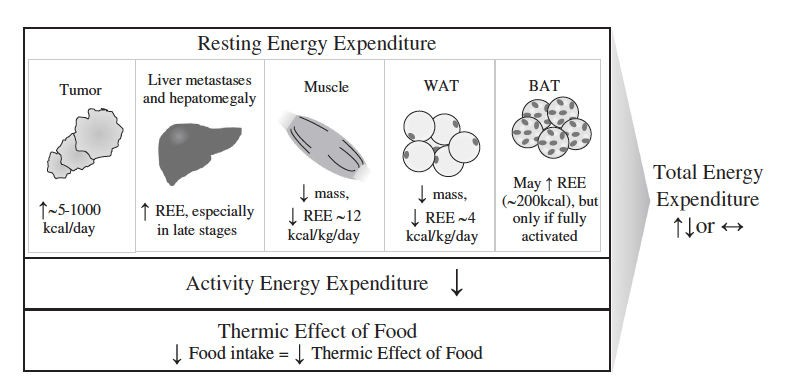 Resting Energy Expenditure
Tumor
↑~5-1000
kcal/day
Liver metastases
and hepatomegaly
↑ REE, especially
in late stages
Muscle
↓ mass,
↓ REE ~12
kcal/kg/day
WAT
↓ mass,
↓ REE ~4
kcal/kg/day
BAT
May ↑ REE
(~200kcal), but
only if fully
activated
Activity Energy Expenditure ↓
Thermic Effect of Food
↓ Food intake = ↓ Thermic Effect of Food
Total Energy
Expenditure
↑↓or ↔